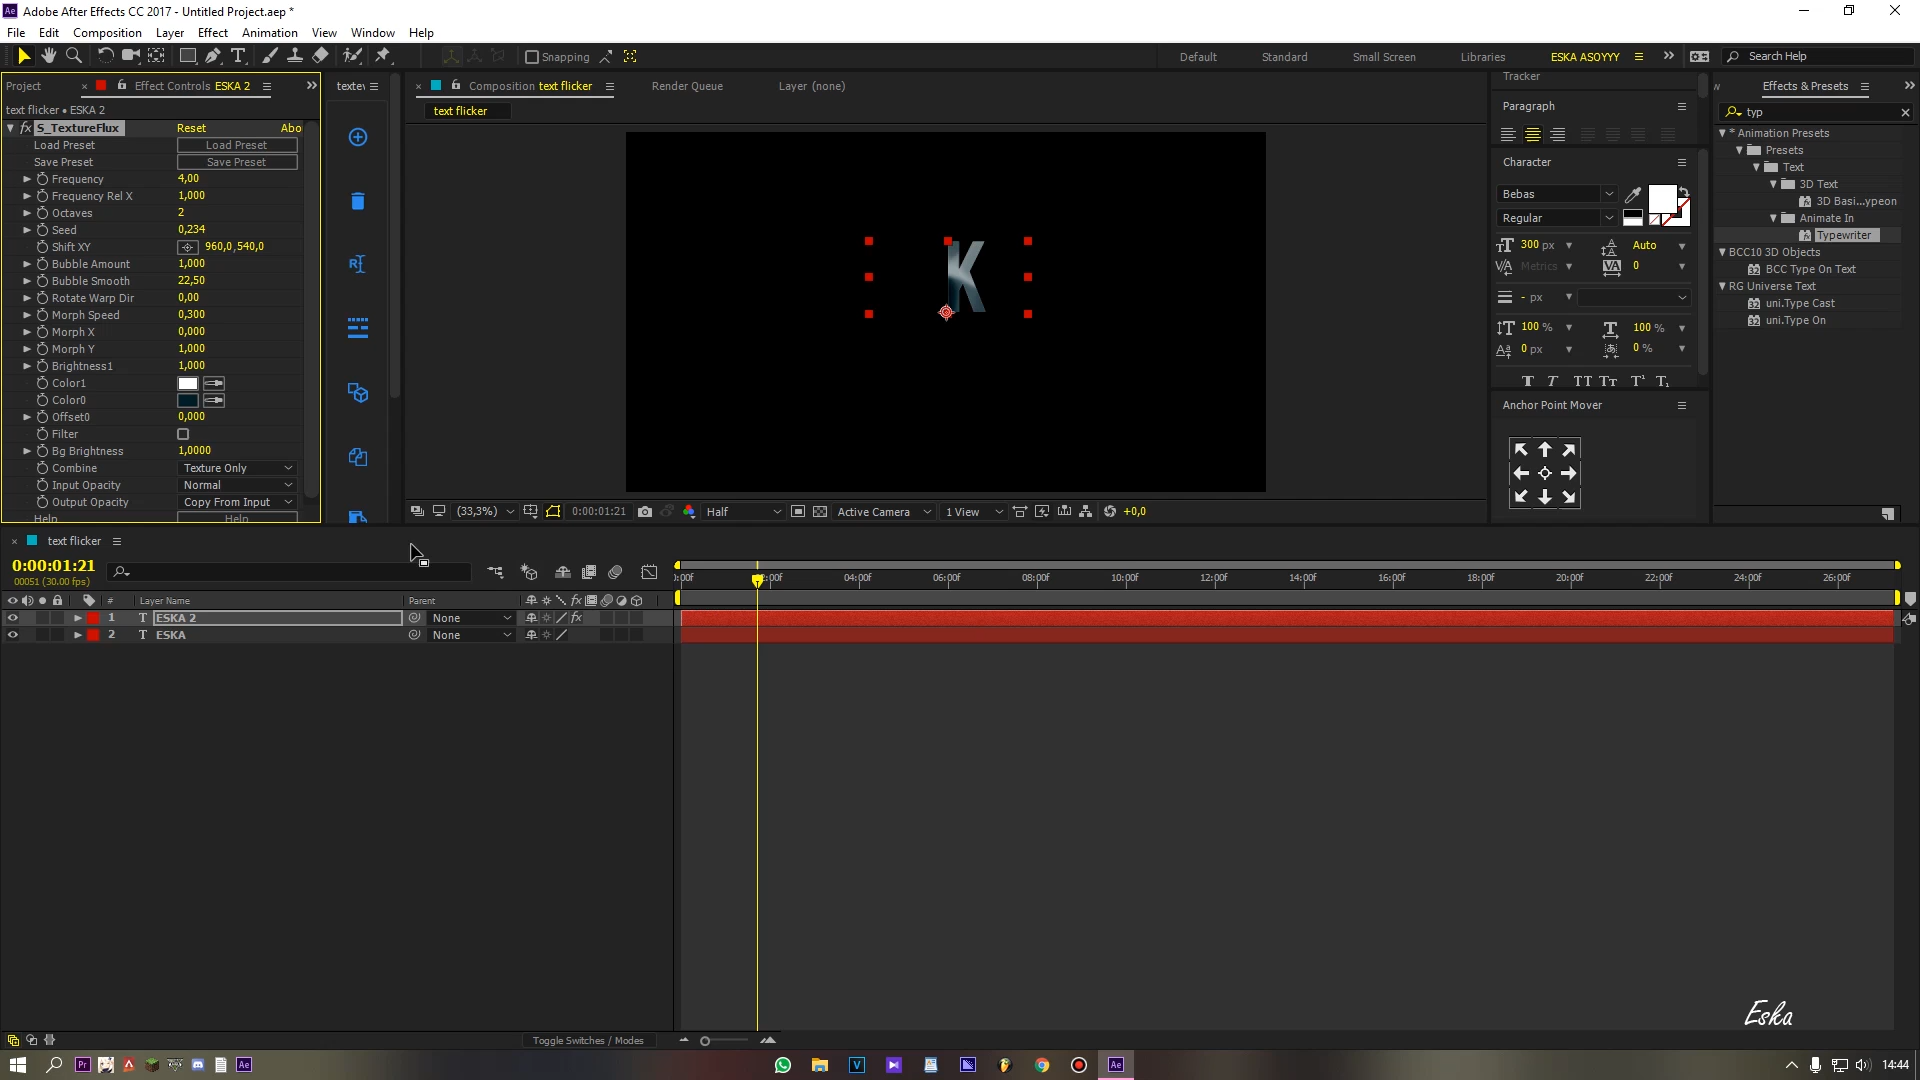 Adobe After Effects CC 2017 - Untitled Project.aep *
File Edit Composition Layer Effect Animation View Window Help
Snapping Default Standard Small Screen Libraries ESKA ASOYYY Search Help
Project Effect Controls ESKA 2 Composition text flicker Render Queue Layer (none) Tracker Effects & Presets
text flicker • ESKA 2
text flicker
S_TextureFlux Reset Abo
Load Preset Load Preset
Save Preset Save Preset
Frequency 4,00
Frequency Rel X 1,000
Octaves 2
Seed 0,234
Shift XY 960,0,540,0
Bubble Amount 1,000
Bubble Smooth 22,50
Rotate Warp Dir 0,00
Morph Speed 0,300
Morph X 0,000
Morph Y 1,000
Brightness1 1,000
Color1
Color0
Offset0 0,000
Filter
Bg Brightness 1,0000
Combine Texture Only
Input Opacity Normal
Output Opacity Copy From Input
Help Help
K
(33,3%) 0:00:01:21 Half Active Camera 1 View +0,0
Paragraph
Character
Bebas
Regular
300 px Auto
Metrics 0
- px
100 % 100 %
0 px 0 %
T T TT Tt T¹ T₁
Anchor Point Mover
typ
* Animation Presets
Presets
Text
3D Text
3D Basi...ypeon
Animate In
Typewriter
BCC10 3D Objects
BCC Type On Text
RG Universe Text
uni.Type Cast
uni.Type On
text flicker
0:00:01:21
00051 (30.00 fps)
04:00f 06:00f 08:00f 10:00f 12:00f 14:00f 16:00f 18:00f 20:00f 22:00f 24:00f 26:00f
# Layer Name Parent
1 T ESKA 2 None
2 T ESKA None
Eska
Toggle Switches / Modes
14:44